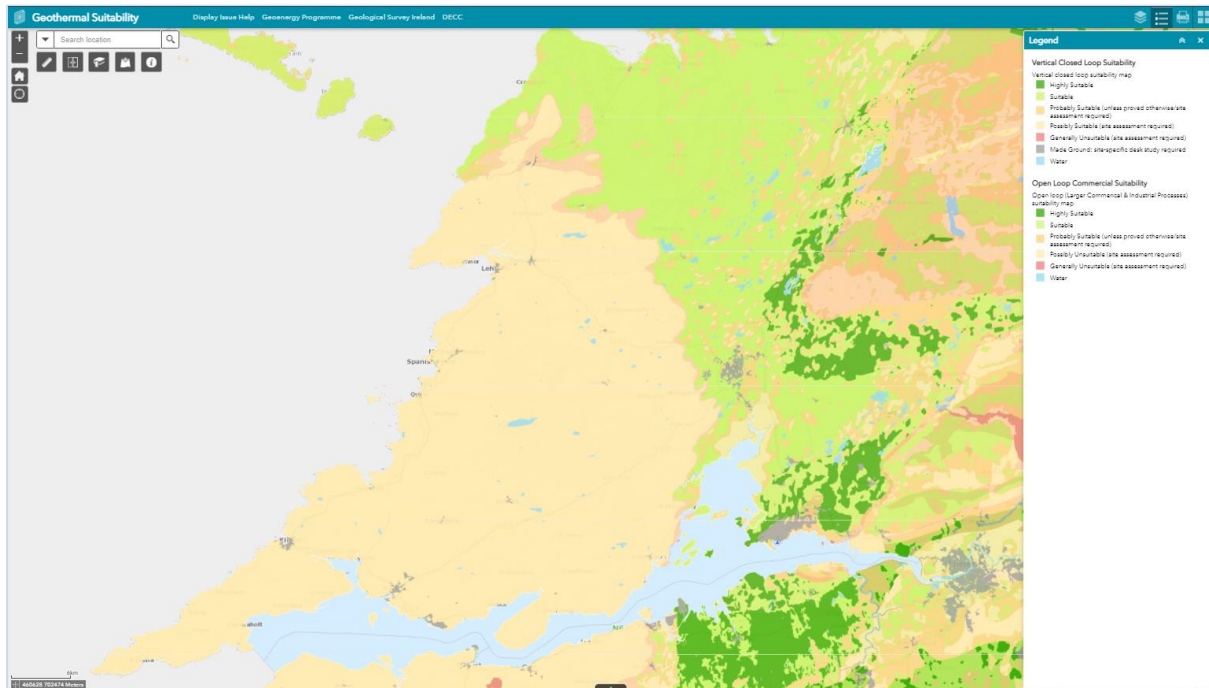 Geothermal Suitability
Display Issue Help Geoenergy Programme Geological Survey Ireland DECC
Search location
Legend
Vertical Closed Loop Suitability
Vertical closed loop suitability map
Highly Suitable
Suitable
Probably Suitable (unless proved otherwise/site
assessment required)
Possibly Suitable (site assessment required)
Generally Unsuitable (site assessment required)
Made Ground: site-specific desk study required
Water
Open Loop Commercial Suitability
Open loop (Larger Commerical & Industrial Processes)
suitability map
Highly Suitable
Suitable
Probably Suitable (unless proved otherwise/site
assessment required)
Possibly Unsuitable (site assessment required)
Generally Unsuitable (site assessment required)
Water
Leh
Spanis
460628 702474 Meters